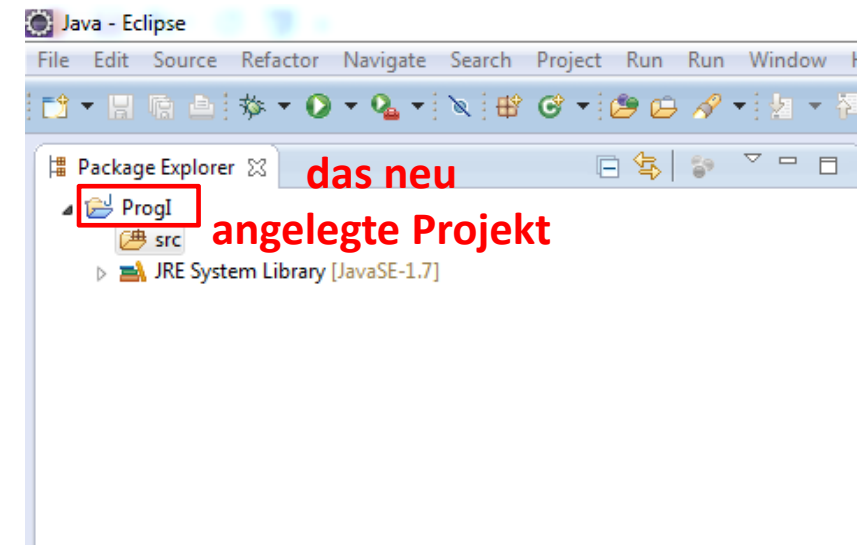 Java - Eclipse
File Edit Source Refactor Navigate Search Project Run Run Window
Package Explorer
das neu
ProgI
angelegte Projekt
src
JRE System Library [JavaSE-1.7]